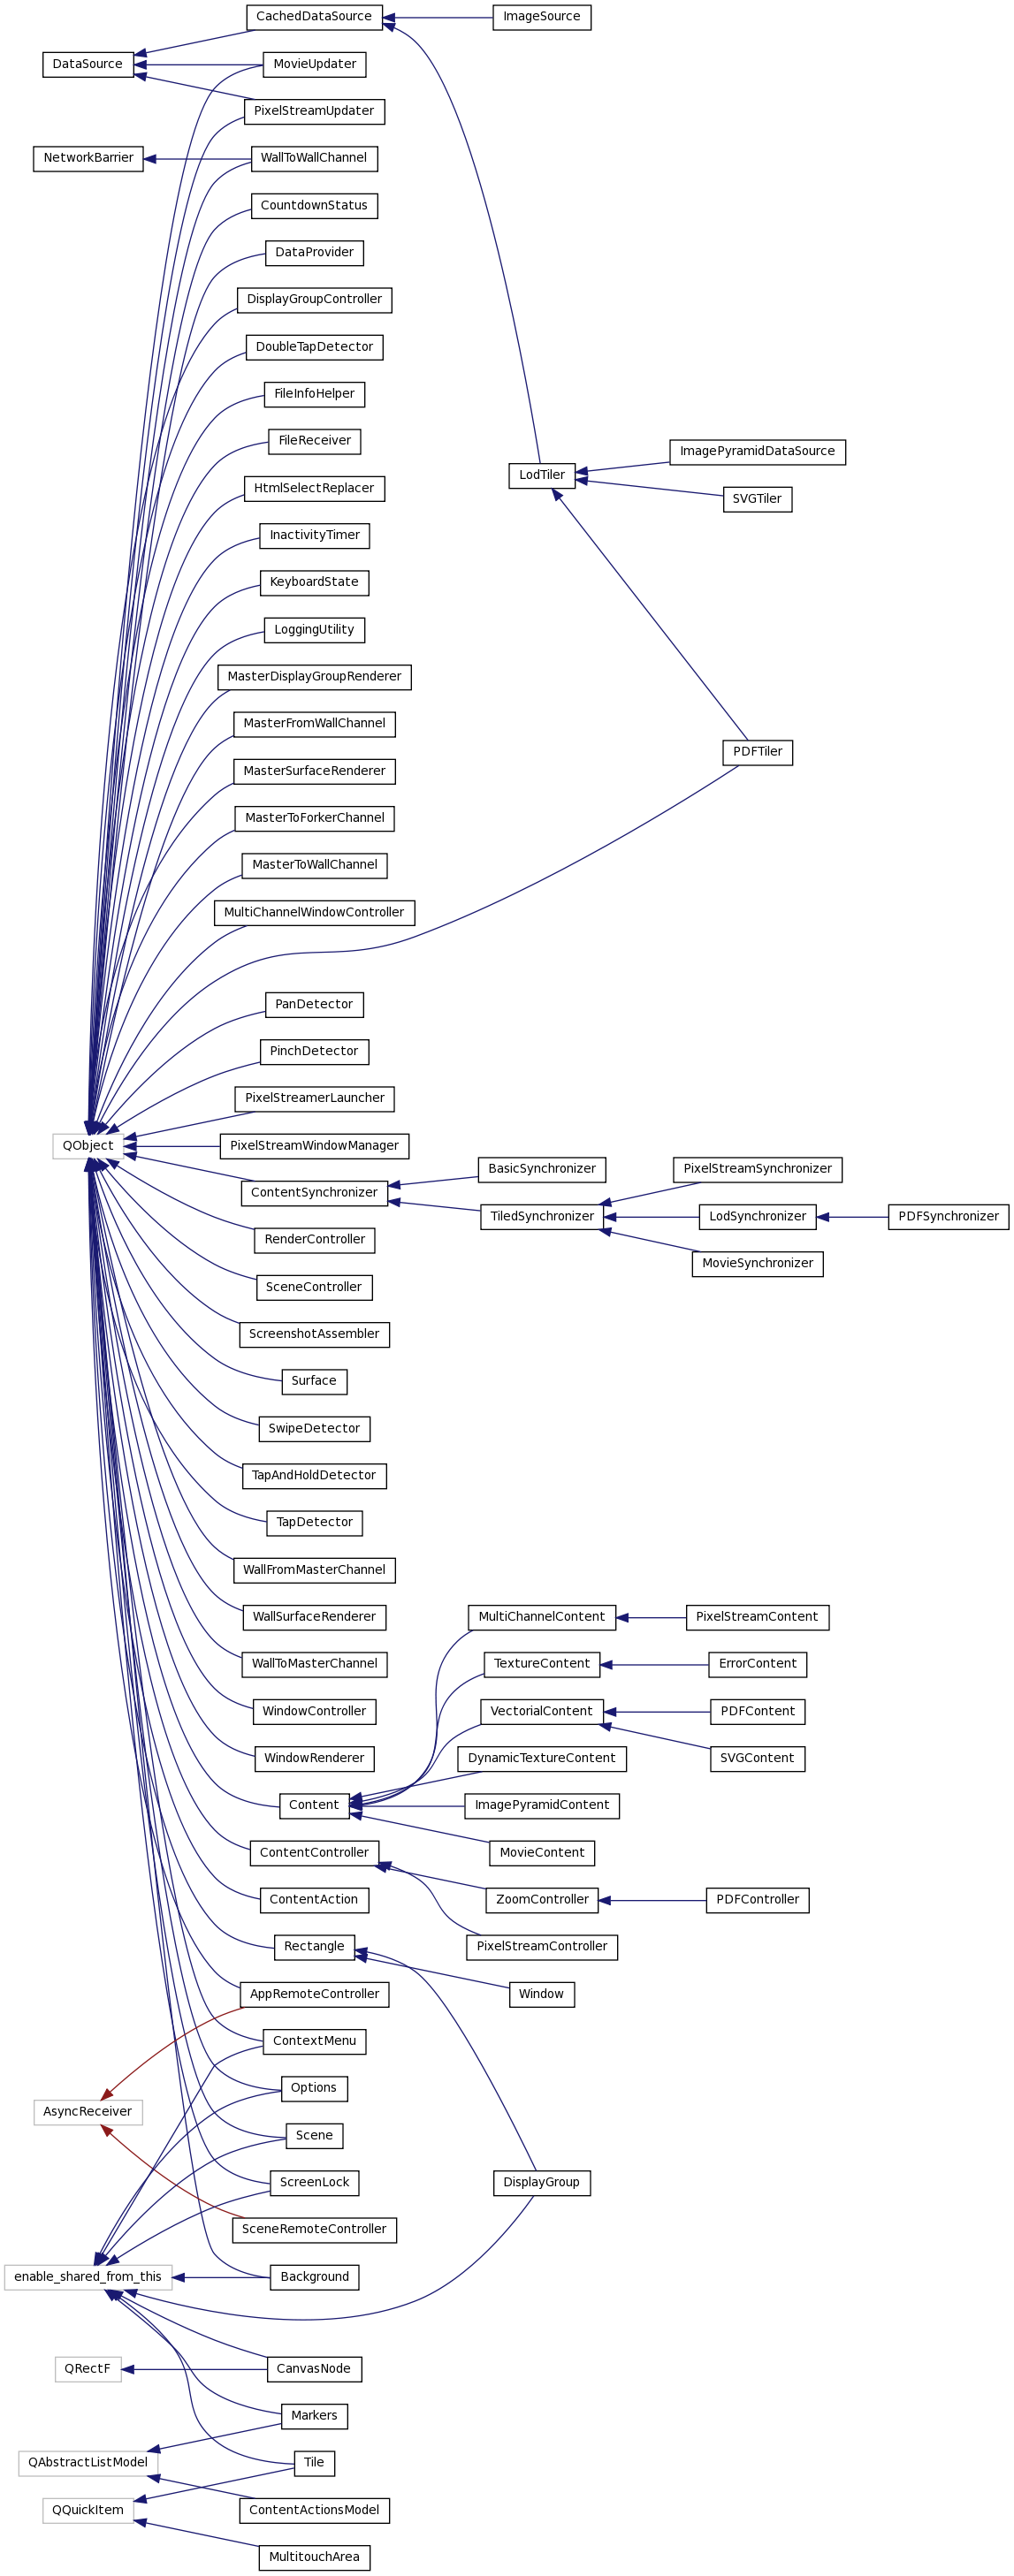 CachedDataSource
ImageSource
DataSource
MovieUpdater
PixelStreamUpdater
NetworkBarrier
WallToWallChannel
CountdownStatus
DataProvider
DisplayGroupController
DoubleTapDetector
FileInfoHelper
FileReceiver
ImagePyramidDataSource
LodTiler
HtmlSelectReplacer
SVGTiler
InactivityTimer
KeyboardState
LoggingUtility
MasterDisplayGroupRenderer
MasterFromWallChannel
PDFTiler
MasterSurfaceRenderer
MasterToForkerChannel
MasterToWallChannel
MultiChannelWindowController
PanDetector
PinchDetector
PixelStreamerLauncher
QObject
PixelStreamWindowManager
BasicSynchronizer
PixelStreamSynchronizer
ContentSynchronizer
TiledSynchronizer
LodSynchronizer
PDFSynchronizer
RenderController
MovieSynchronizer
SceneController
ScreenshotAssembler
Surface
SwipeDetector
TapAndHoldDetector
TapDetector
WallFromMasterChannel
WallSurfaceRenderer
MultiChannelContent
PixelStreamContent
WallToMasterChannel
TextureContent
ErrorContent
WindowController
VectorialContent
PDFContent
WindowRenderer
DynamicTextureContent
SVGContent
Content
ImagePyramidContent
ContentController
MovieContent
ContentAction
ZoomController
PDFController
Rectangle
PixelStreamController
AppRemoteController
Window
ContextMenu
Options
AsyncReceiver
Scene
ScreenLock
DisplayGroup
SceneRemoteController
enable_shared_from_this
Background
QRectF
CanvasNode
Markers
QAbstractListModel
Tile
QQuickItem
ContentActionsModel
MultitouchArea